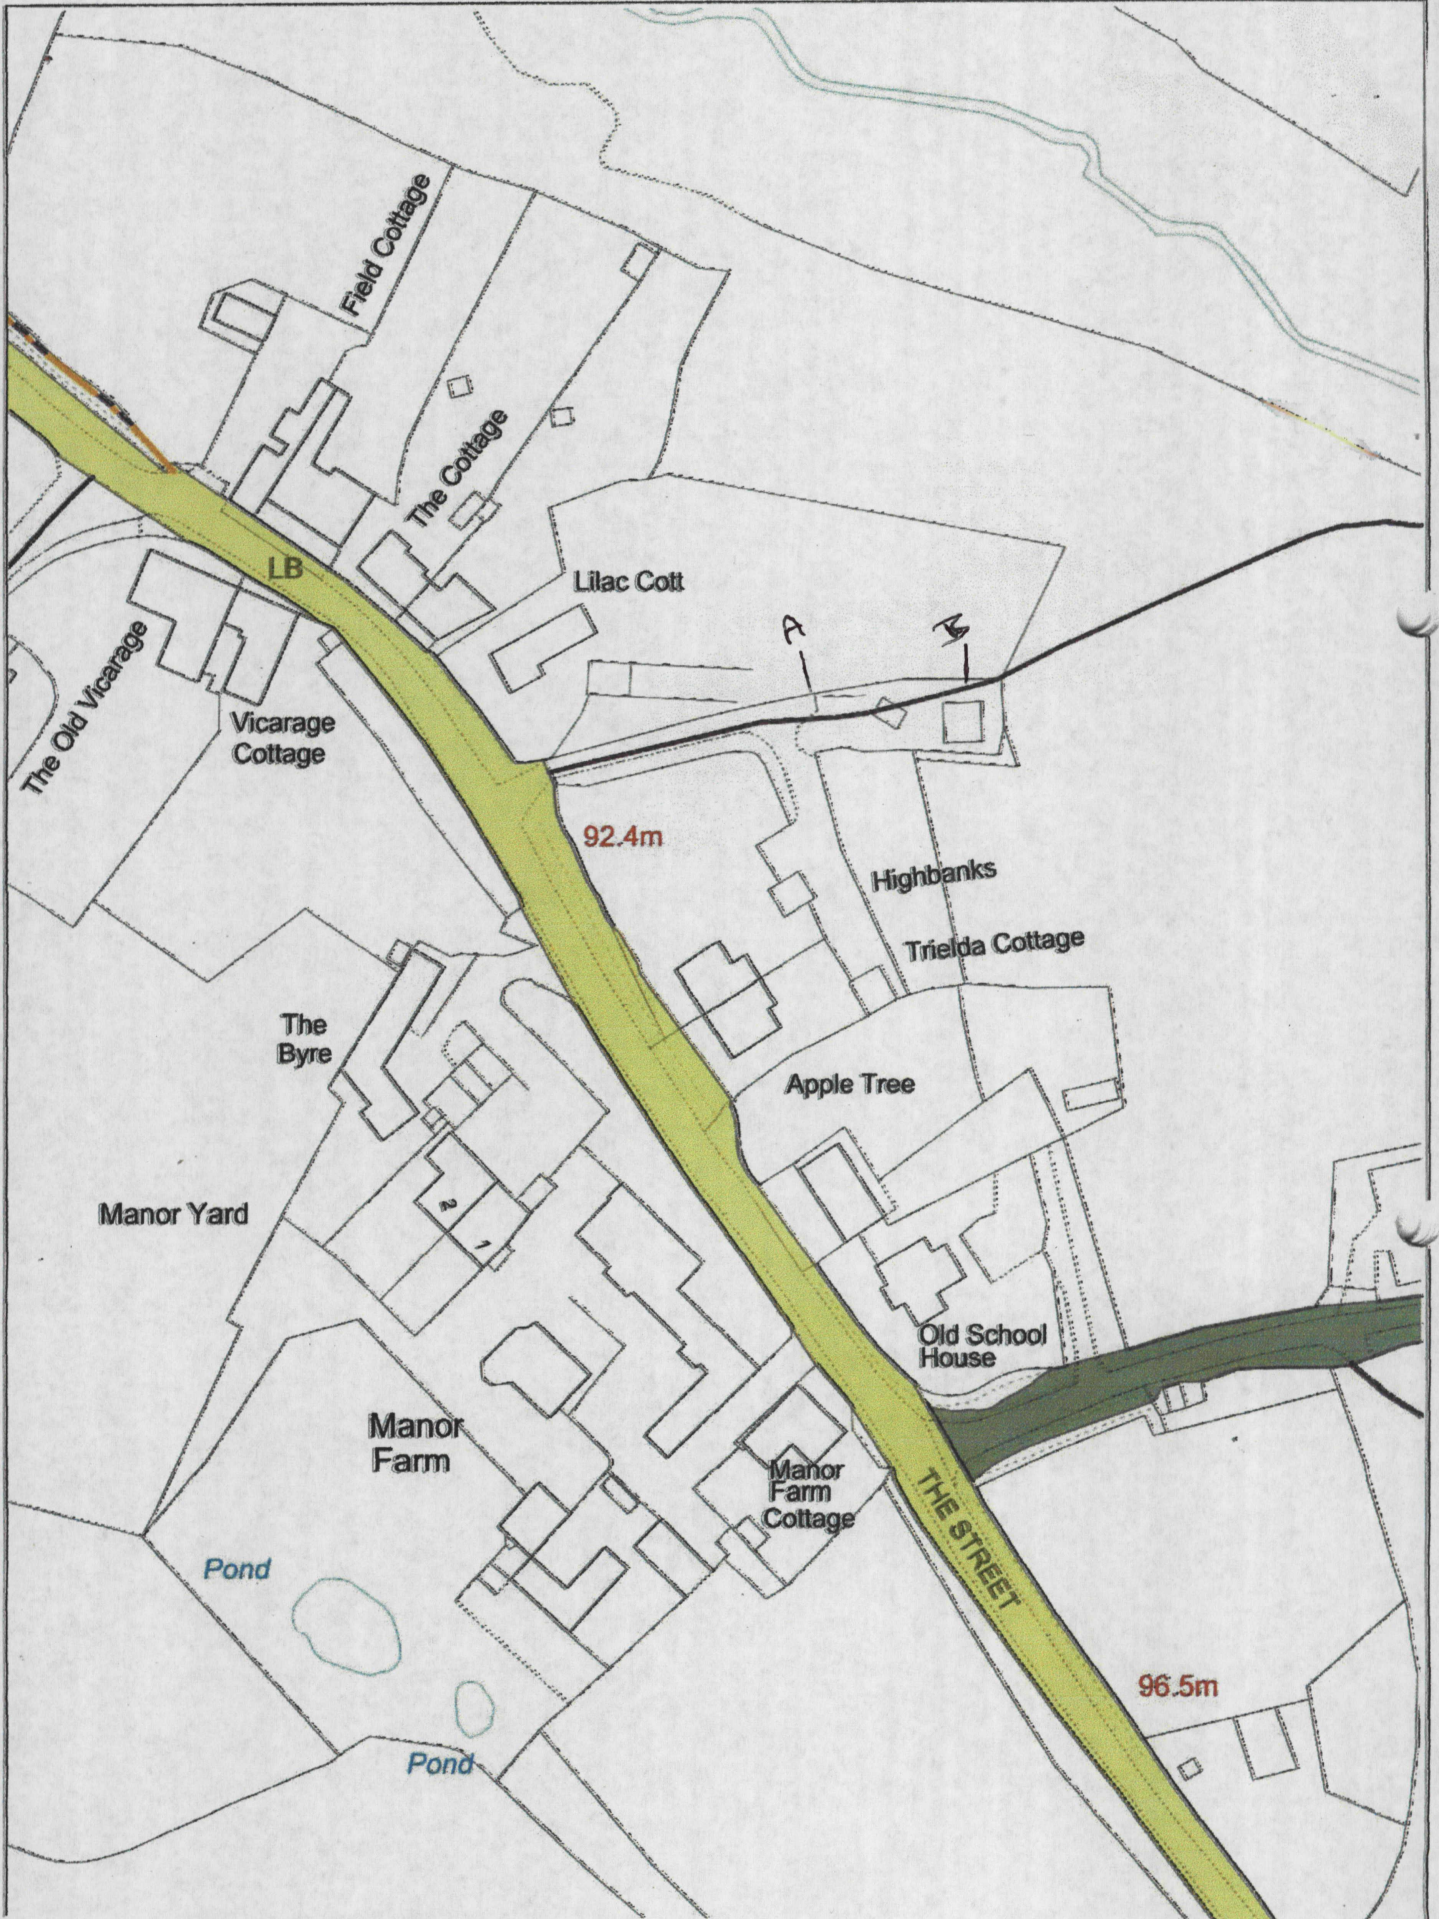 Field Cottage
The Cottage
LB
Lilac Cott
A
B
The Old Vicarage
Vicarage
Cottage
92.4m
Highbanks
Trielda Cottage
The
Byre
Apple Tree
Manor Yard
2
1
Old School
House
Manor
Farm
Manor
Farm
Cottage
THE STREET
Pond
96.5m
Pond